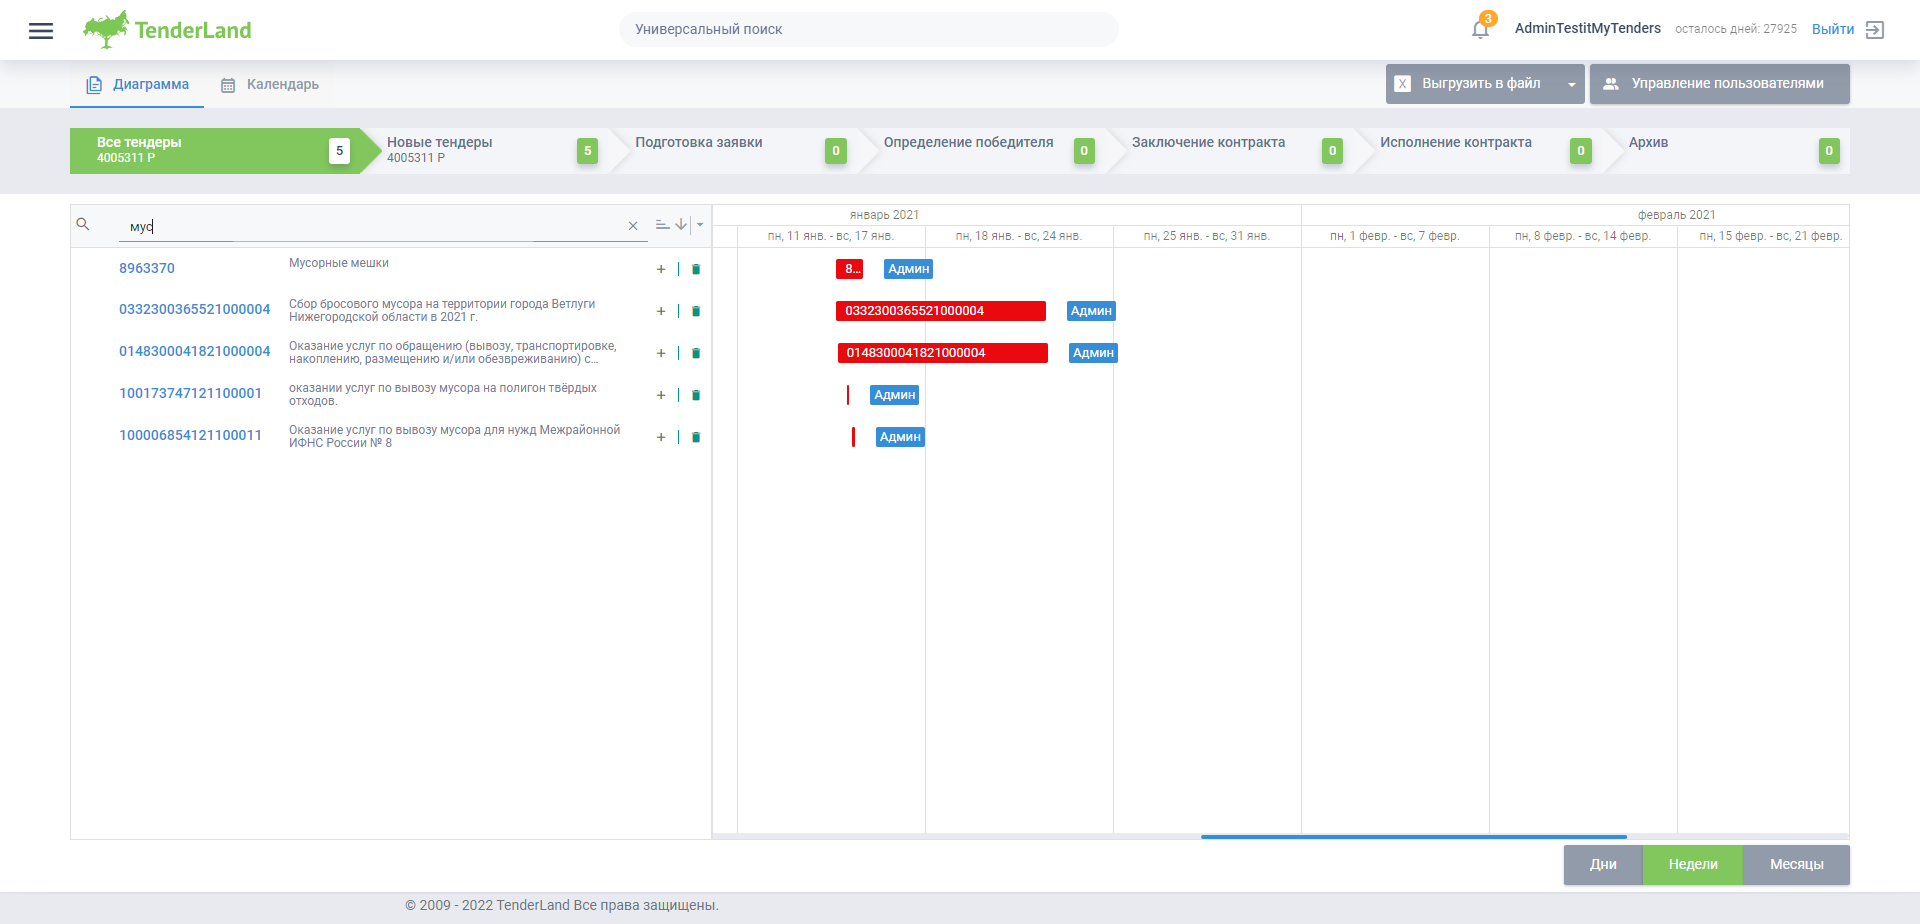 TenderLand
Универсальный поиск
3
AdminTestitMyTenders
осталось дней: 27925
Выйти
Диаграмма
Календарь
X Выгрузить в файл
Управление пользователями
Все тендеры
4005311 Р
5
Новые тендеры
4005311 Р
5
Подготовка заявки
0
Определение победителя
0
Заключение контракта
0
Исполнение контракта
0
Архив
0
мус
январь 2021
февраль 2021
пн, 11 янв. - вс, 17 янв.
пн, 18 янв. - вс, 24 янв.
пн, 25 янв. - вс, 31 янв.
пн, 1 февр. - вс, 7 февр.
пн, 8 февр. - вс, 14 февр.
пн, 15 февр. - вс, 21 февр.
8963370
Мусорные мешки
8...
Админ
0332300365521000004
Сбор бросового мусора на территории города Ветлуги
Нижегородской области в 2021 г.
0332300365521000004
Админ
0148300041821000004
Оказание услуг по обращению (вывозу, транспортировке,
накоплению, размещению и/или обезвреживанию) с...
0148300041821000004
Админ
100173747121100001
оказании услуг по вывозу мусора на полигон твёрдых
отходов.
Админ
100006854121100011
Оказание услуг по вывозу мусора для нужд Межрайонной
ИФНС России № 8
Админ
Дни
Недели
Месяцы
© 2009 - 2022 TenderLand Все права защищены.